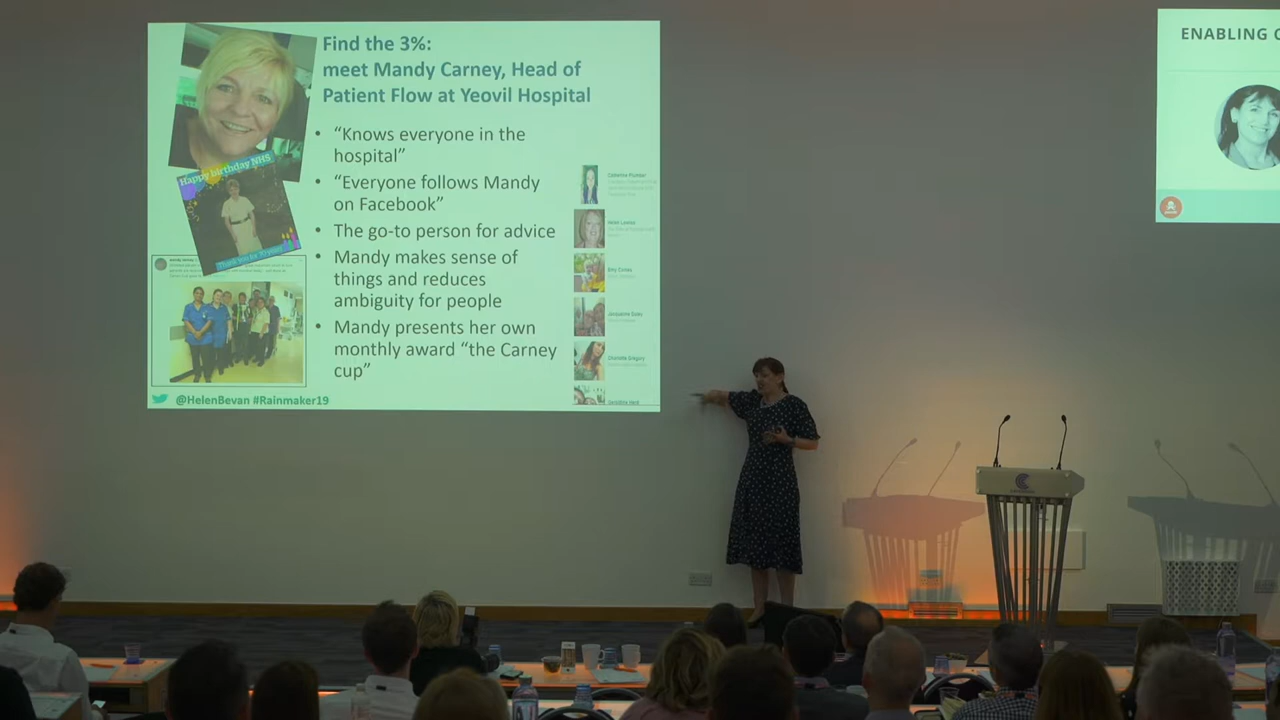 Find the 3%:
meet Mandy Carney, Head of
Patient Flow at Yeovil Hospital
• “Knows everyone in the
hospital”
• “Everyone follows Mandy
on Facebook”
• The go-to person for advice
• Mandy makes sense of
things and reduces
ambiguity for people
• Mandy presents her own
monthly award “the Carney
cup”
Happy birthday NHS
@HelenBevan #Rainmaker19
ENABLING